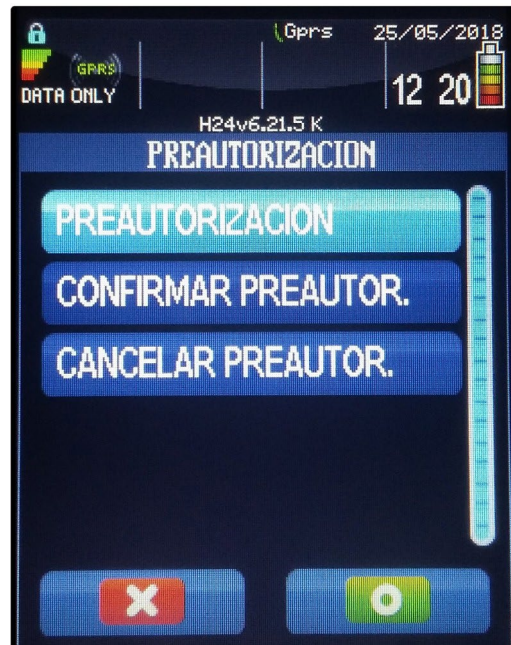 Gprs 25/05/2018
GPRS
DATA ONLY 12 20
H24v6.21.5 K
PREAUTORIZACION
PREAUTORIZACION
CONFIRMAR PREAUTOR.
CANCELAR PREAUTOR.